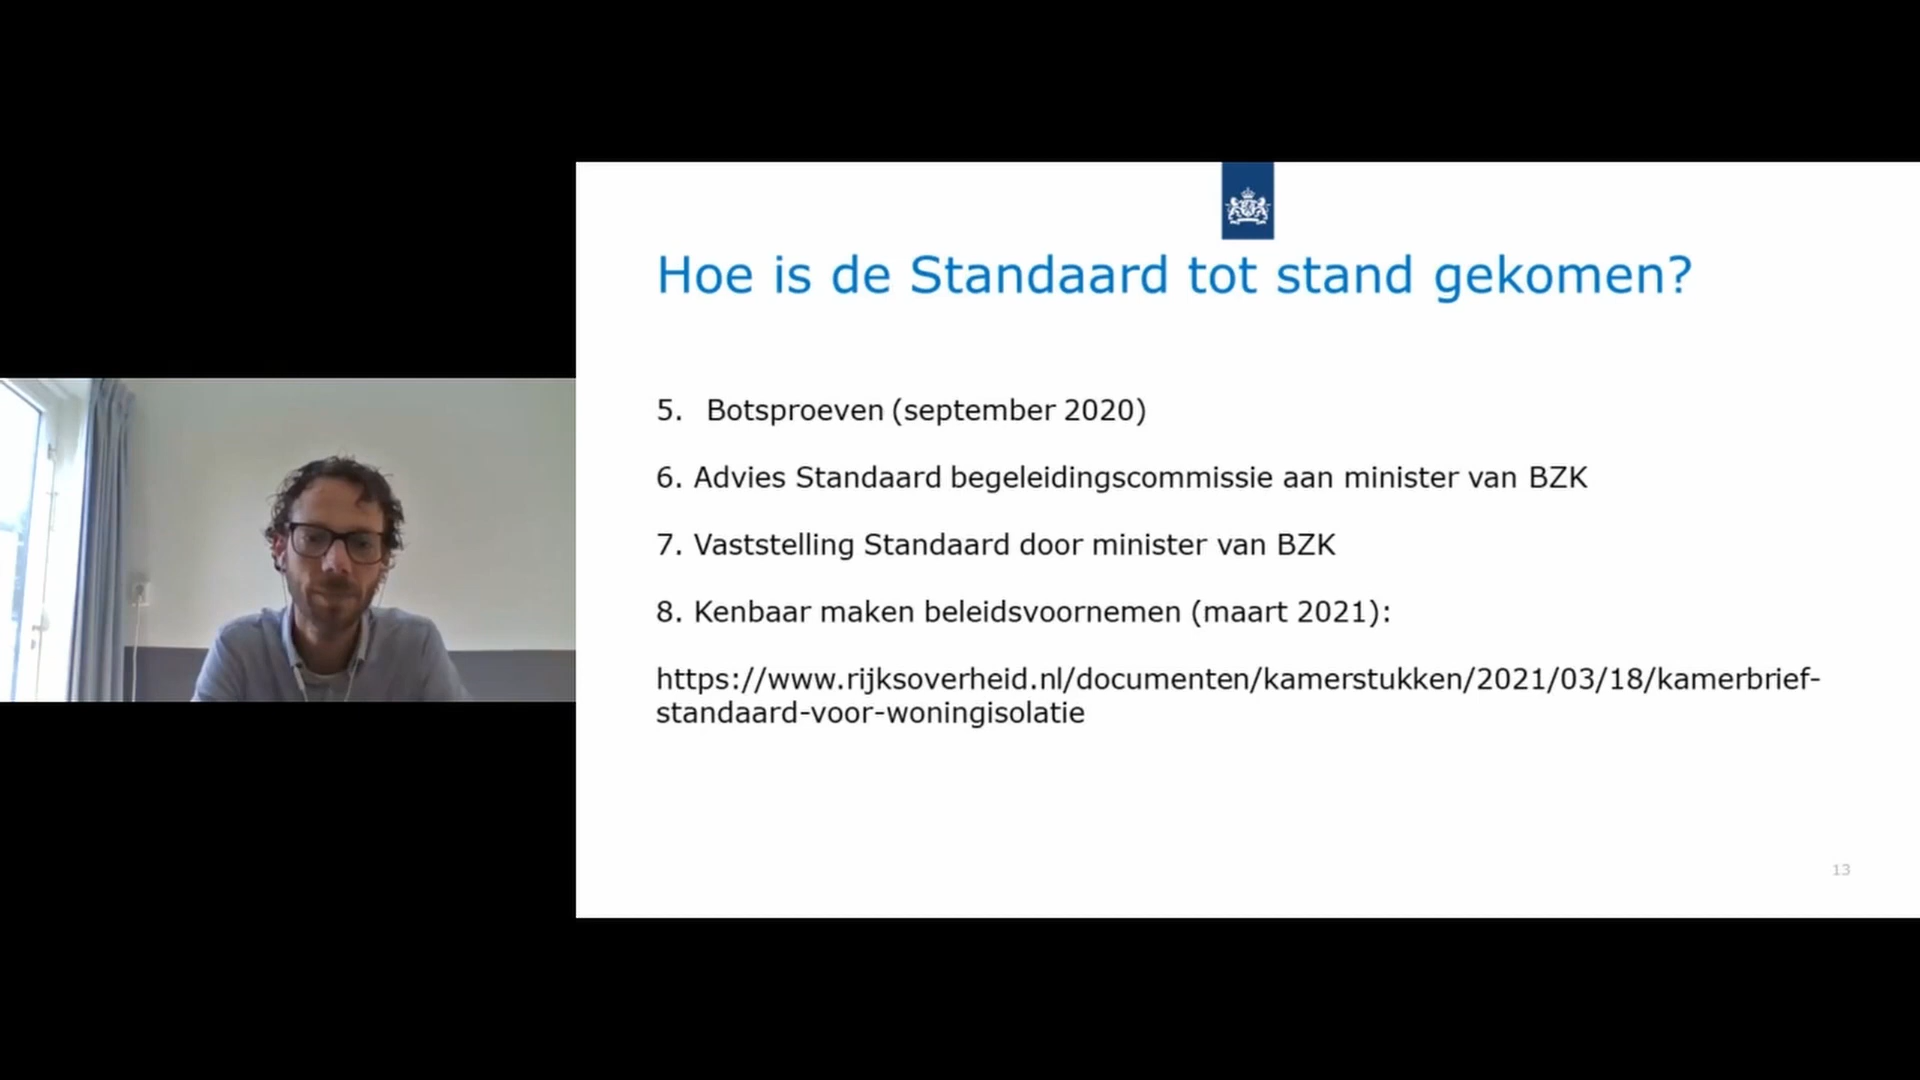 Hoe is de Standaard tot stand gekomen?
5. Botsproeven (september 2020)
6. Advies Standaard begeleidingscommissie aan minister van BZK
7. Vaststelling Standaard door minister van BZK
8. Kenbaar maken beleidsvoornemen (maart 2021):
https://www.rijksoverheid.nl/documenten/kamerstukken/2021/03/18/kamerbrief-
standaard-voor-woningisolatie
13